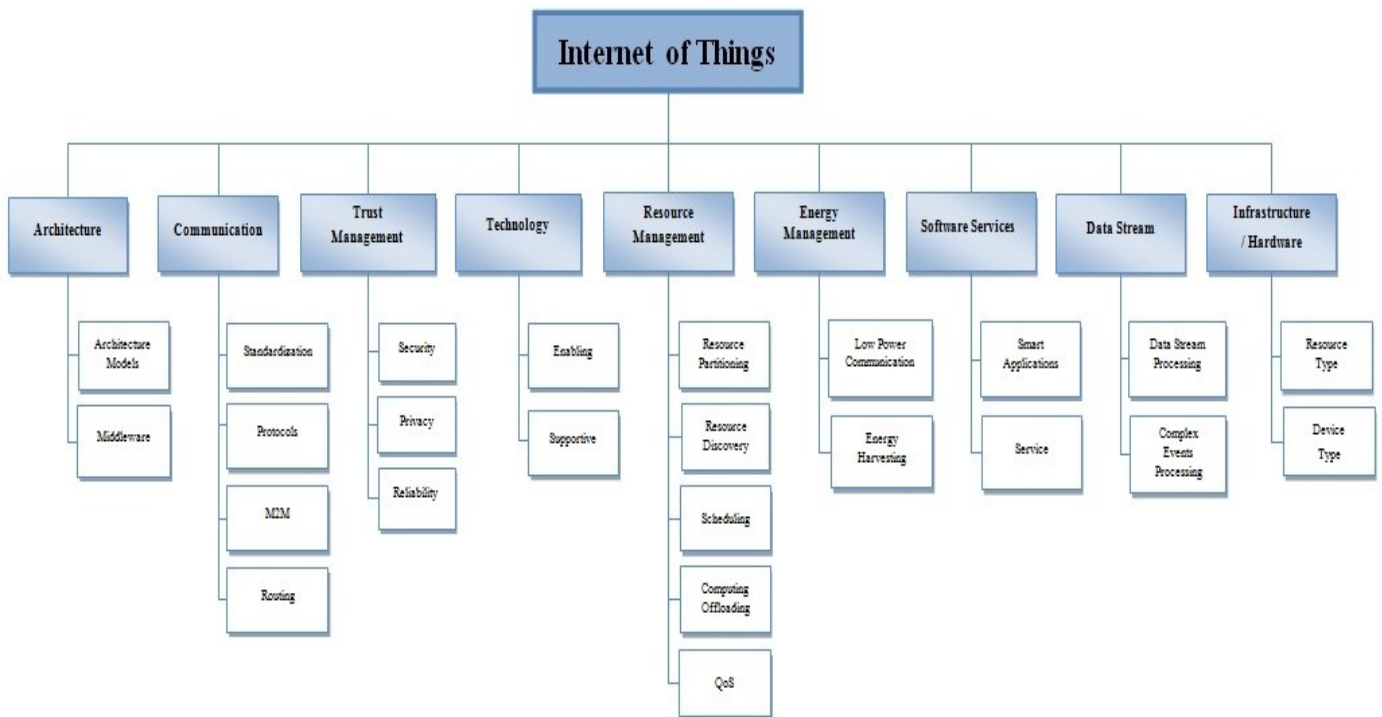 Internet of Things
Architecture
Architecture
Models
Middleware
Communication
Standardization
Protocols
M2M
Routing
Trust
Management
Security
Privacy
Reliability
Technology
Enabling
Supportive
Resource
Management
Resource
Partitioning
Resource
Discovery
Scheduling
Computing
Offloading
QoS
Energy
Management
Low Power
Communication
Energy
Harvesting
Software Services
Smart
Applications
Service
Data Stream
Data Stream
Processing
Complex
Events
Processing
Infrastructure
/ Hardware
Resource
Type
Device
Type